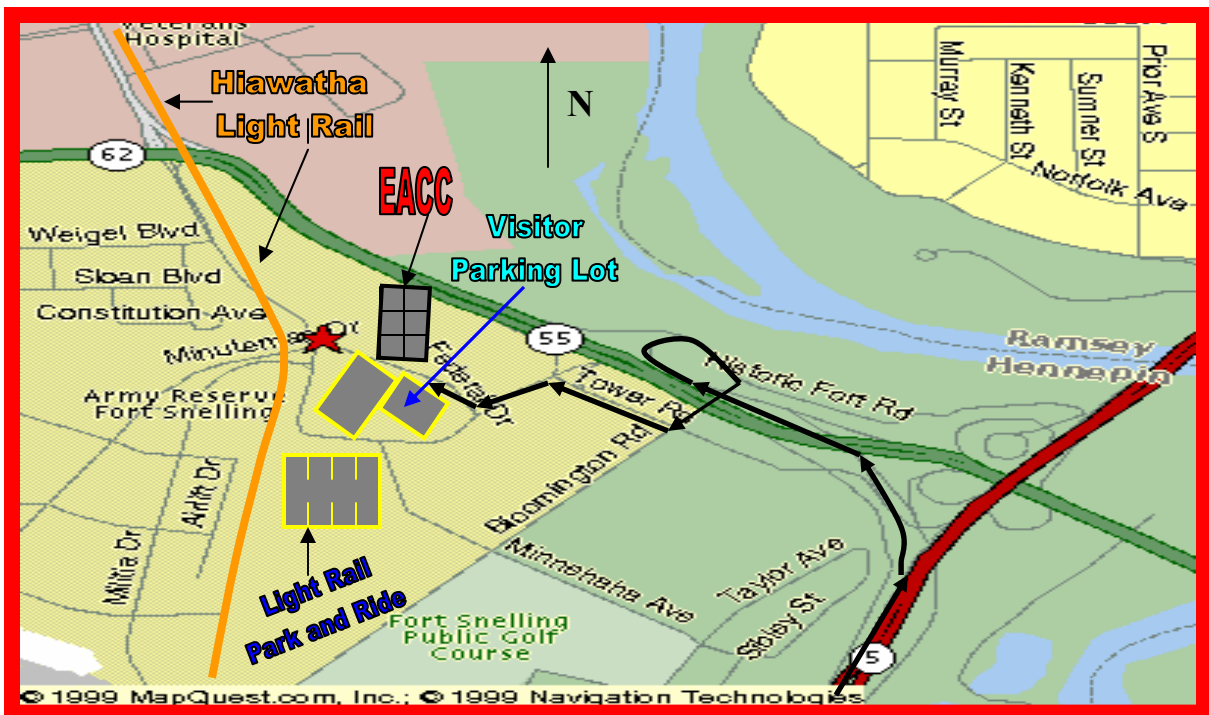 Hospital
Hiawatha
Light Rail
N
62
EACC
Visitor
Parking Lot
Murray St
Kenneth St
Sumner St
Prior Ave S
Norfolk Ave
Weigel Blvd
Sloan Blvd
Constitution Ave
Minuteman Dr
55
Federal Dr
Tower Rd
Historic Fort Rd
Ramsey
Hennepin
Army Reserve
Fort Snelling
Bloomington Rd
Airlift Dr
Militia Dr
Light Rail
Park and Ride
Minnehaha Ave
Taylor Ave
Sibley St
Fort Snelling
Public Golf
Course
5
© 1999 MapQuest.com, Inc.; © 1999 Navigation Technologies